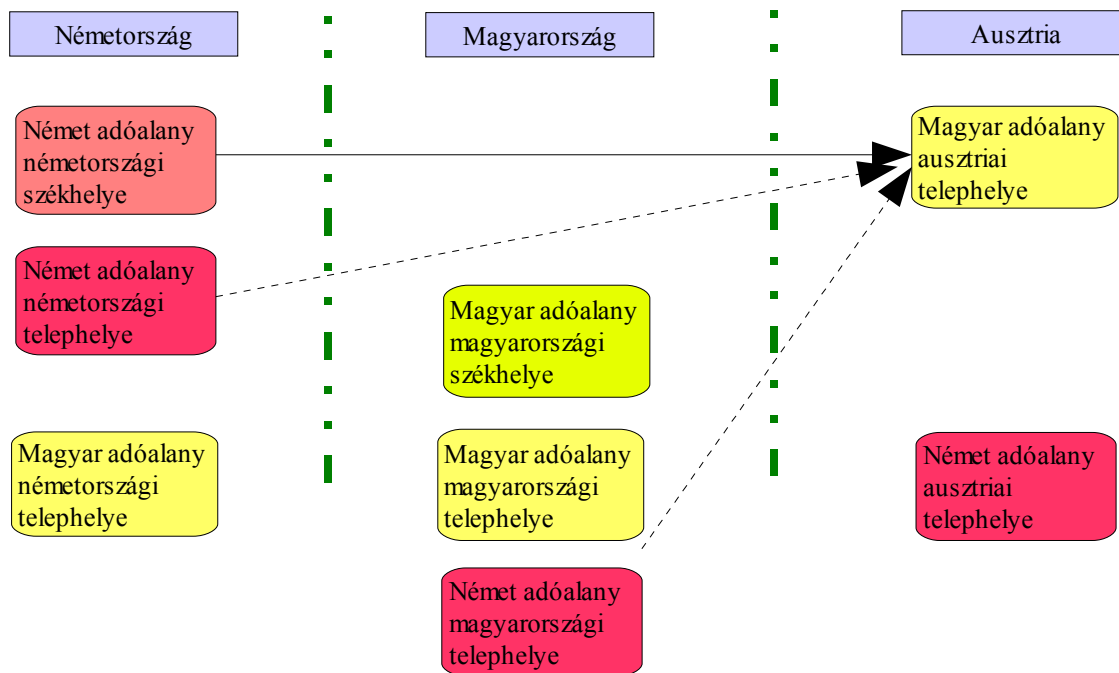 Németország
Magyarország
Ausztria
Német adóalany
németországi
székhelye
Magyar adóalany
ausztriai
telephelye
Német adóalany
németországi
telephelye
Magyar adóalany
magyarországi
székhelye
Magyar adóalany
németországi
telephelye
Magyar adóalany
magyarországi
telephelye
Német adóalany
ausztriai
telephelye
Német adóalany
magyarországi
telephelye